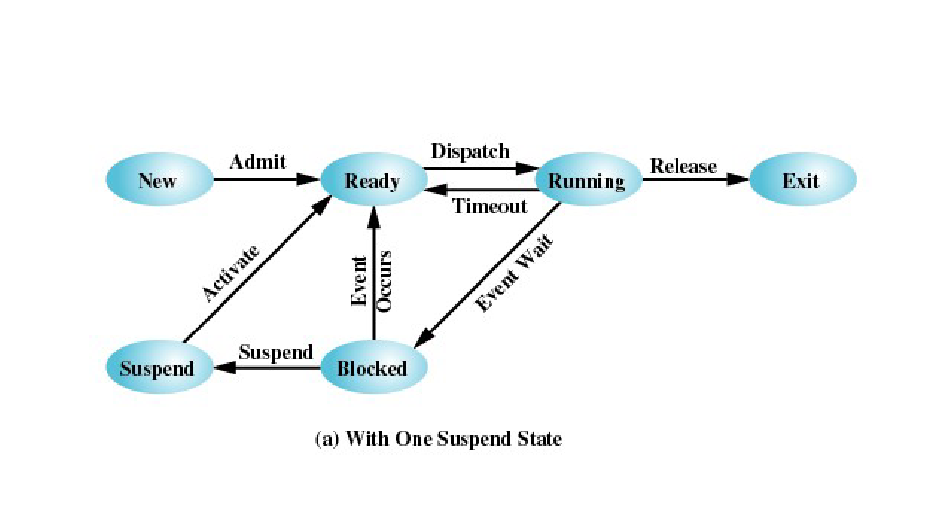 Dispatch
Admit
Release
New
Ready
Running
Exit
Timeout
Activate
Event
Occurs
Event Wait
Suspend
Suspend
Blocked
(a) With One Suspend State